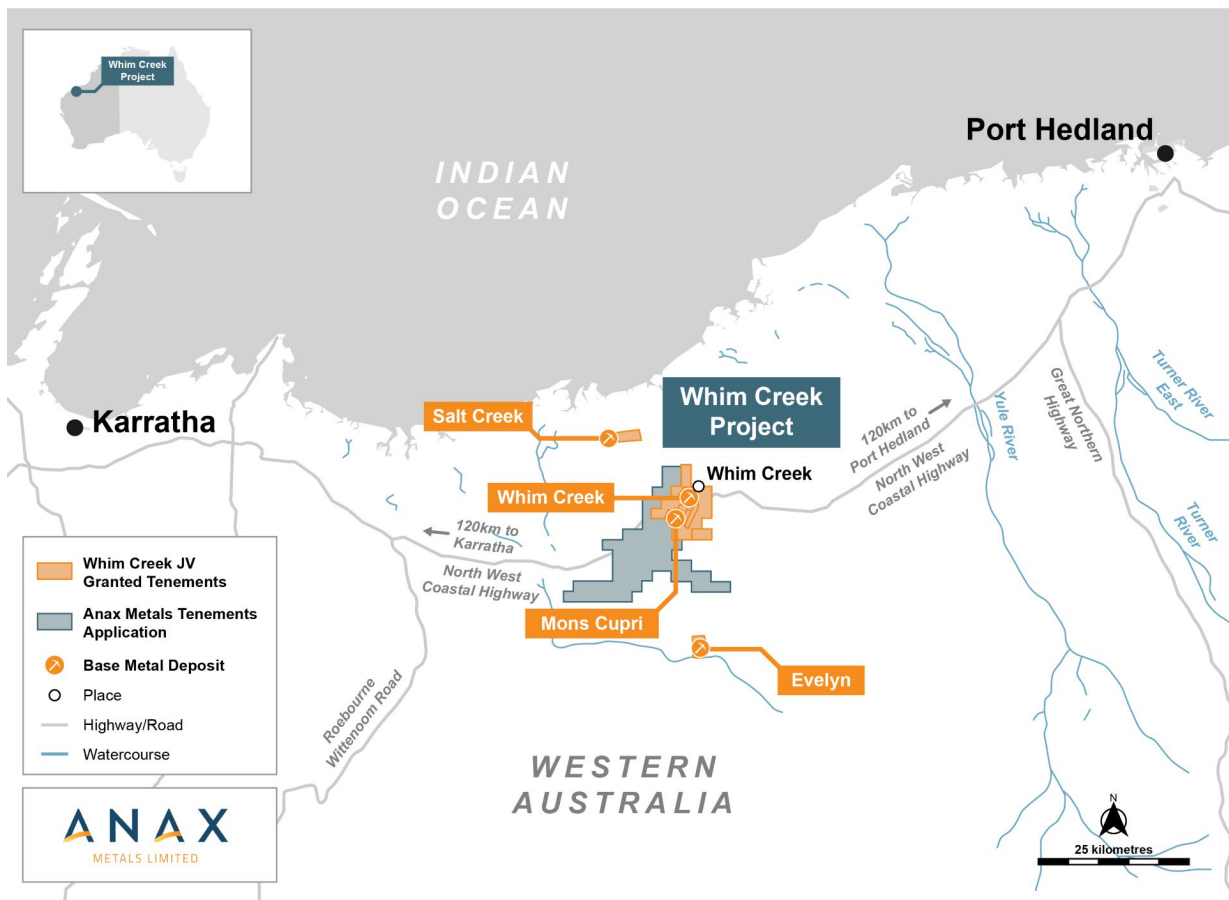 Whim Creek
Project
Port Hedland
INDIAN
OCEAN
Karratha
Salt Creek
Whim Creek
Project
Whim Creek
Whim Creek
Mons Cupri
Evelyn
120km to
Port Hedland
North West
Coastal Highway
Yule River
Great Northern
Highway
Turner River
East
Turner
River
120km to
Karratha
North West
Coastal Highway
Roebourne
Wittenoom Road
WESTERN
AUSTRALIA
Whim Creek JV
Granted Tenements
Anax Metals Tenements
Application
Base Metal Deposit
Place
Highway/Road
Watercourse
ANAX
METALS LIMITED
N
25 kilometres